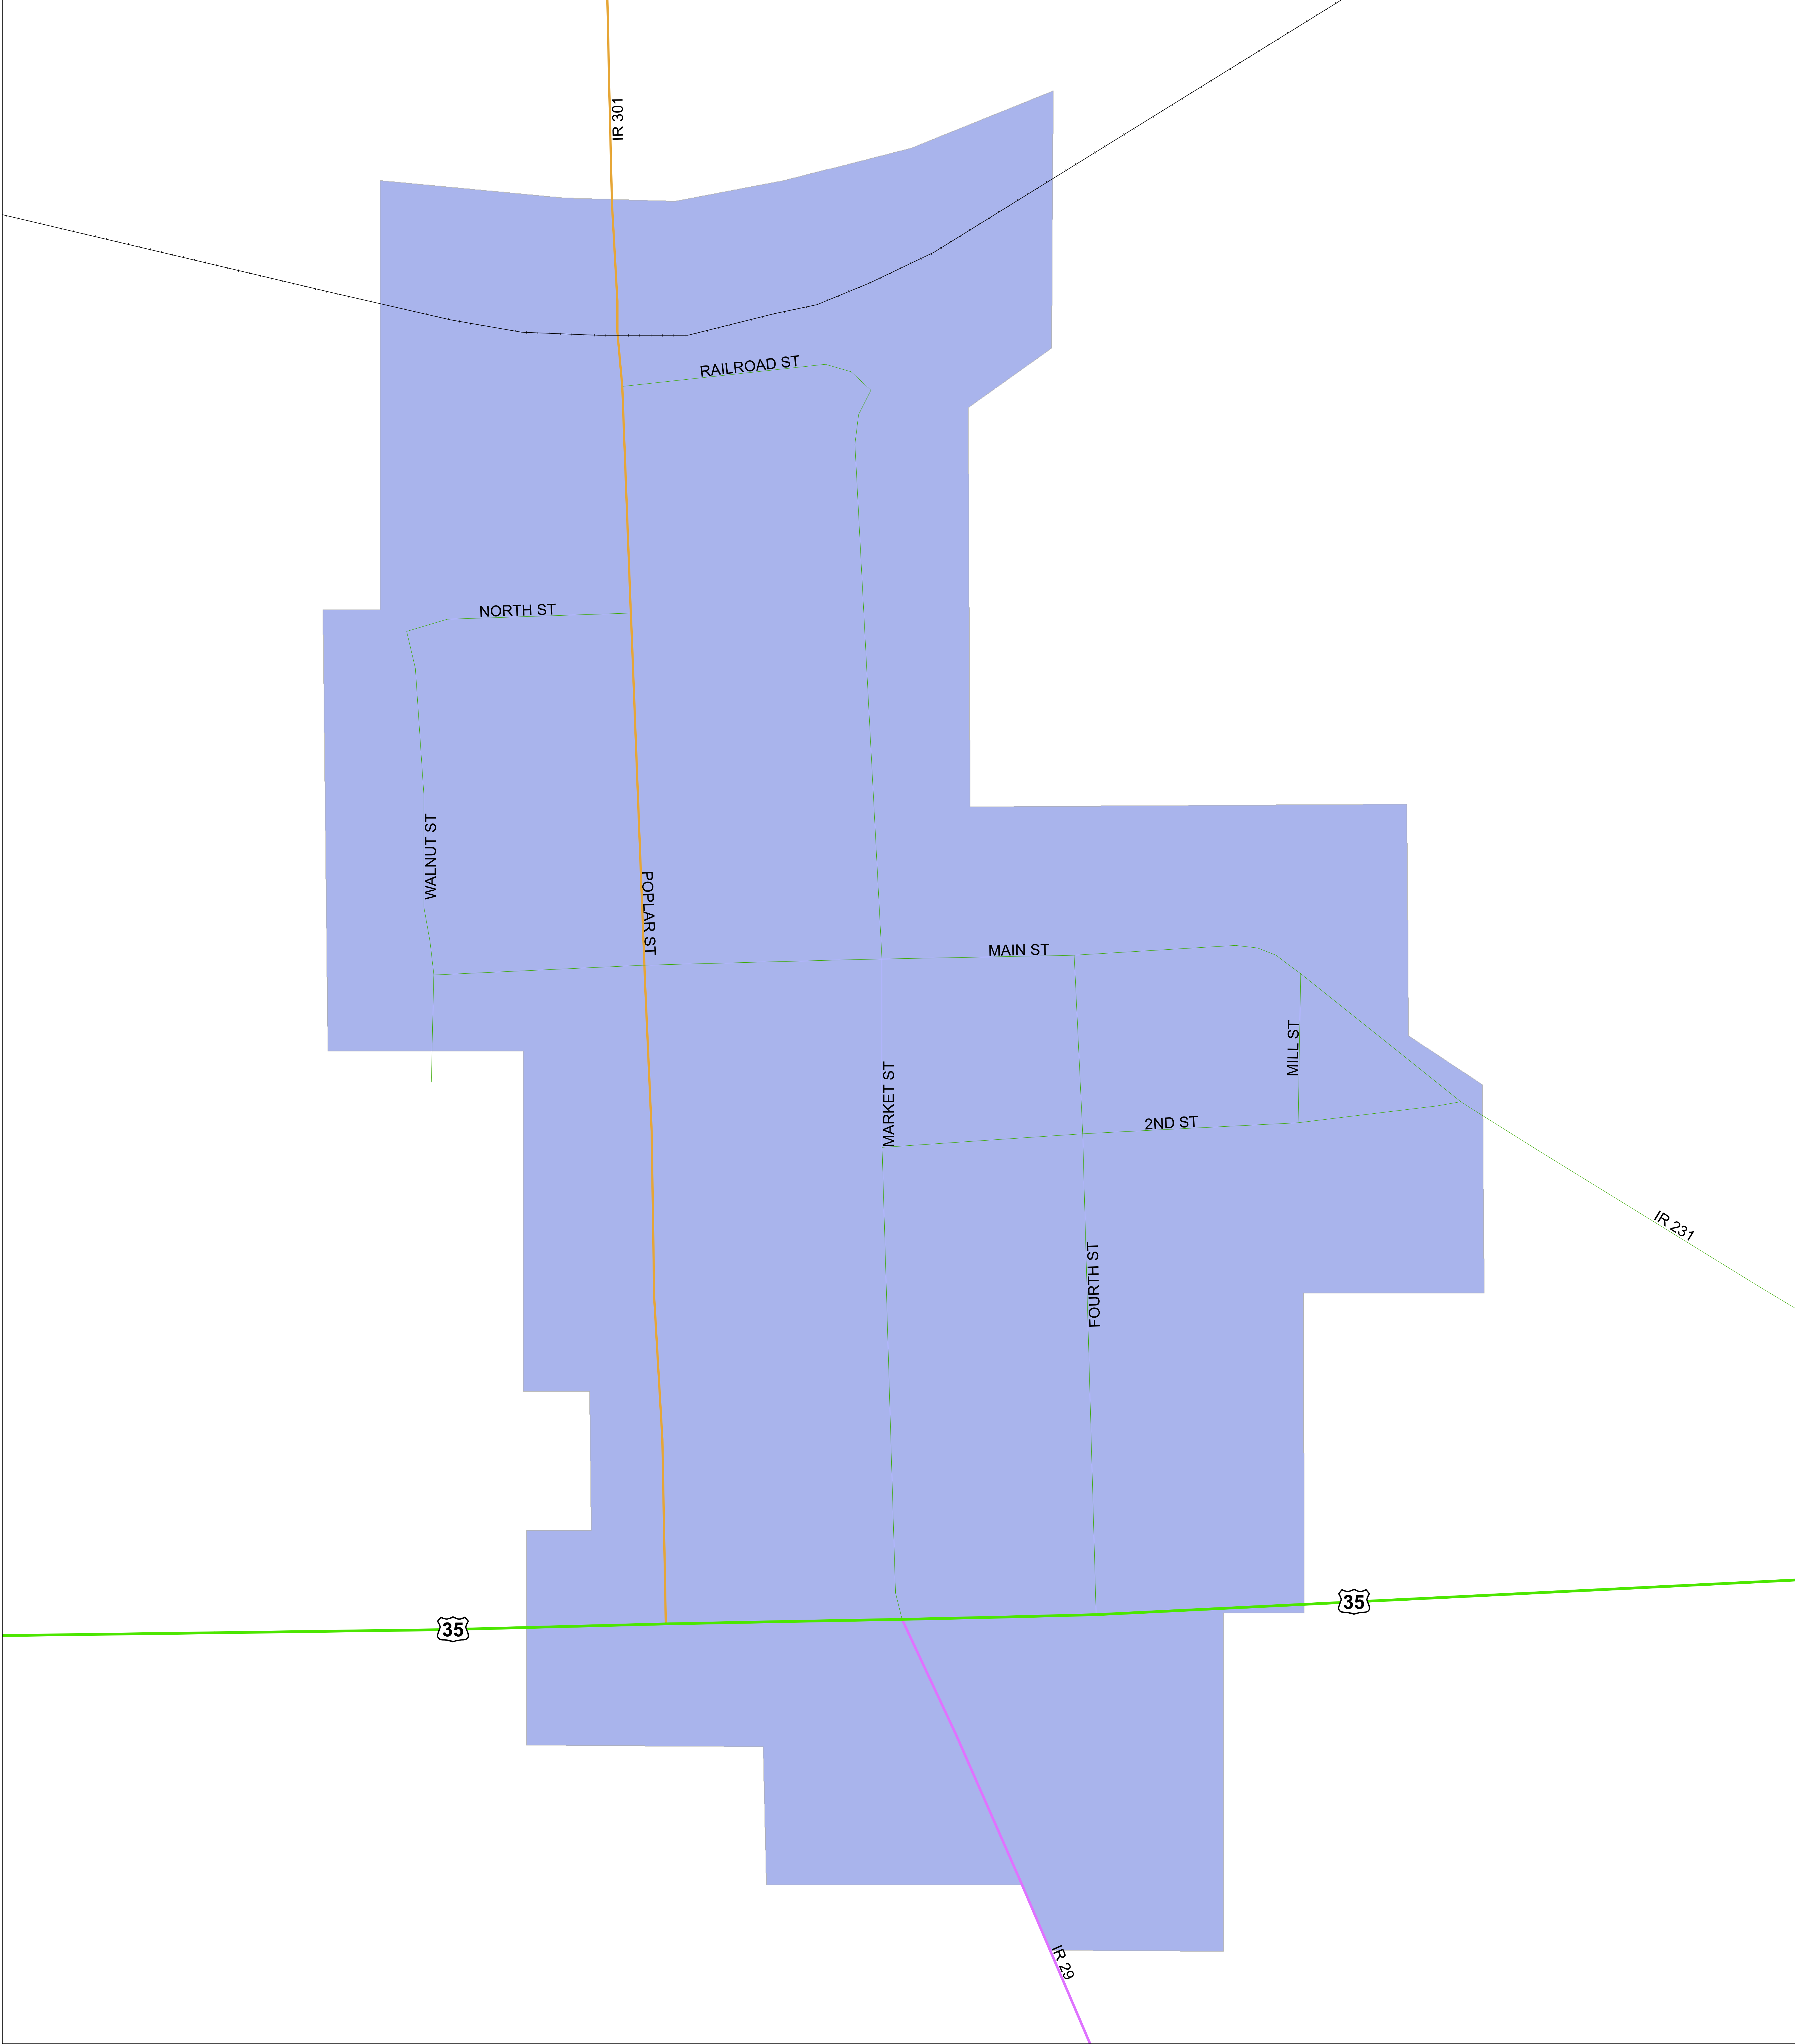 IR 301
RAILROAD ST
NORTH ST
WALNUT ST
POPLAR ST
MAIN ST
MILL ST
MARKET ST
2ND ST
IR 231
FOURTH ST
35
35
IR 29